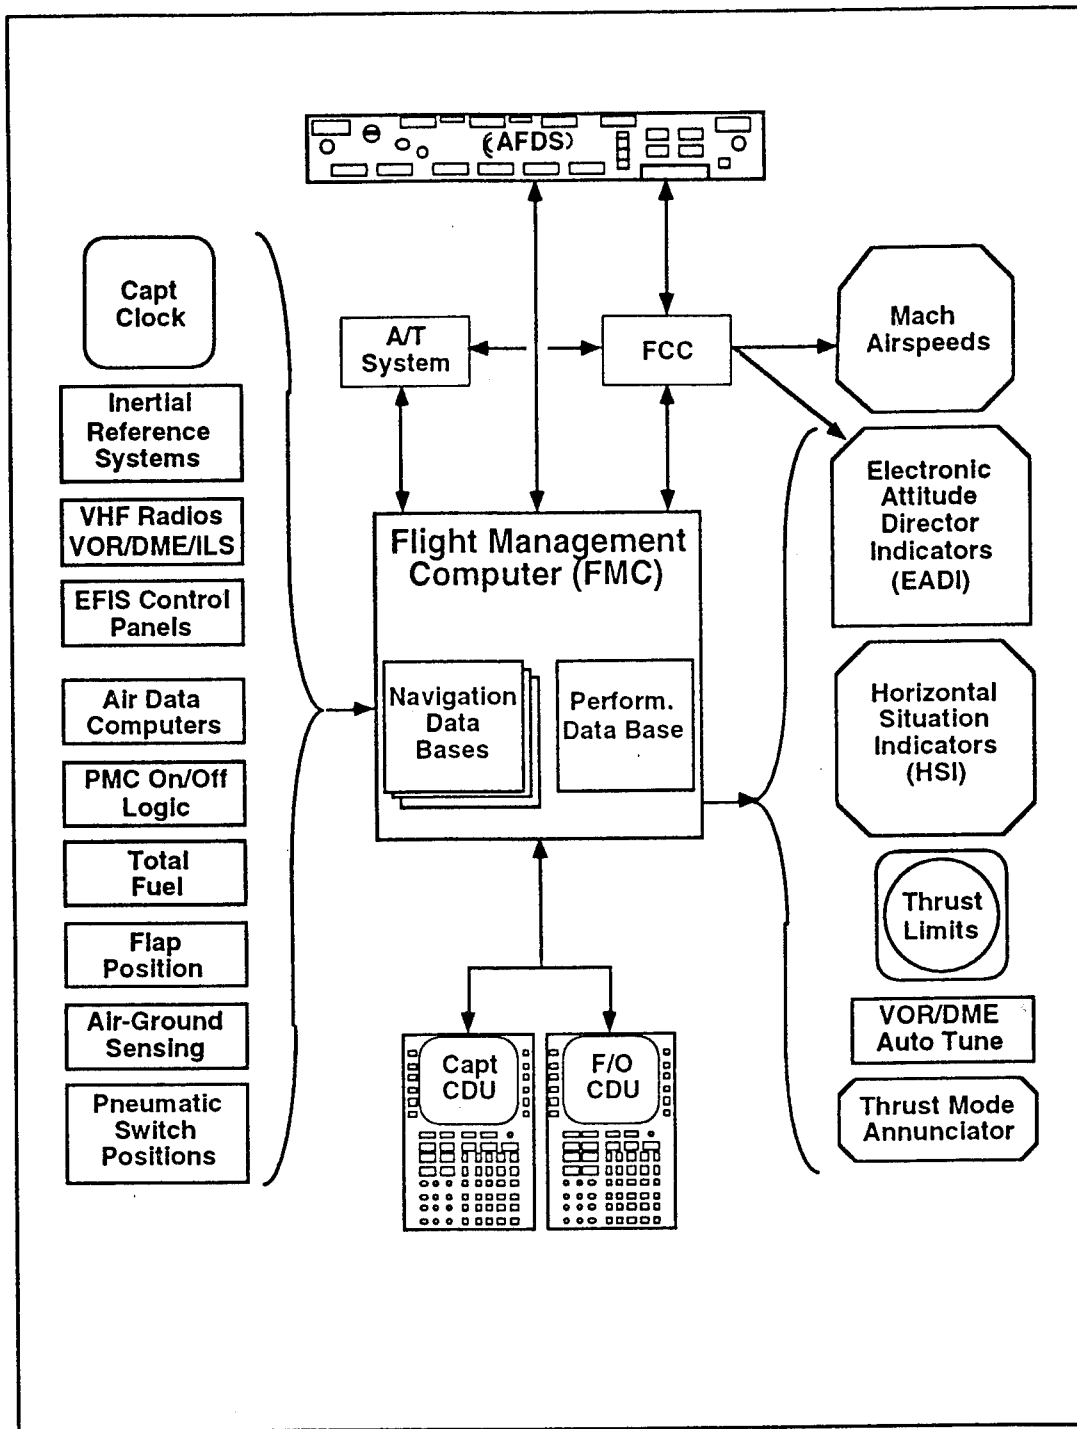 (AFDS)
Capt
Clock
Inertial
Reference
Systems
VHF Radios
VOR/DME/ILS
EFIS Control
Panels
Air Data
Computers
PMC On/Off
Logic
Total
Fuel
Flap
Position
Air-Ground
Sensing
Pneumatic
Switch
Positions
A/T
System
FCC
Flight Management
Computer (FMC)
Navigation
Data
Bases
Perform.
Data Base
Capt
CDU
F/O
CDU
Mach
Airspeeds
Electronic
Attitude
Director
Indicators
(EADI)
Horizontal
Situation
Indicators
(HSI)
Thrust
Limits
VOR/DME
Auto Tune
Thrust Mode
Annunciator